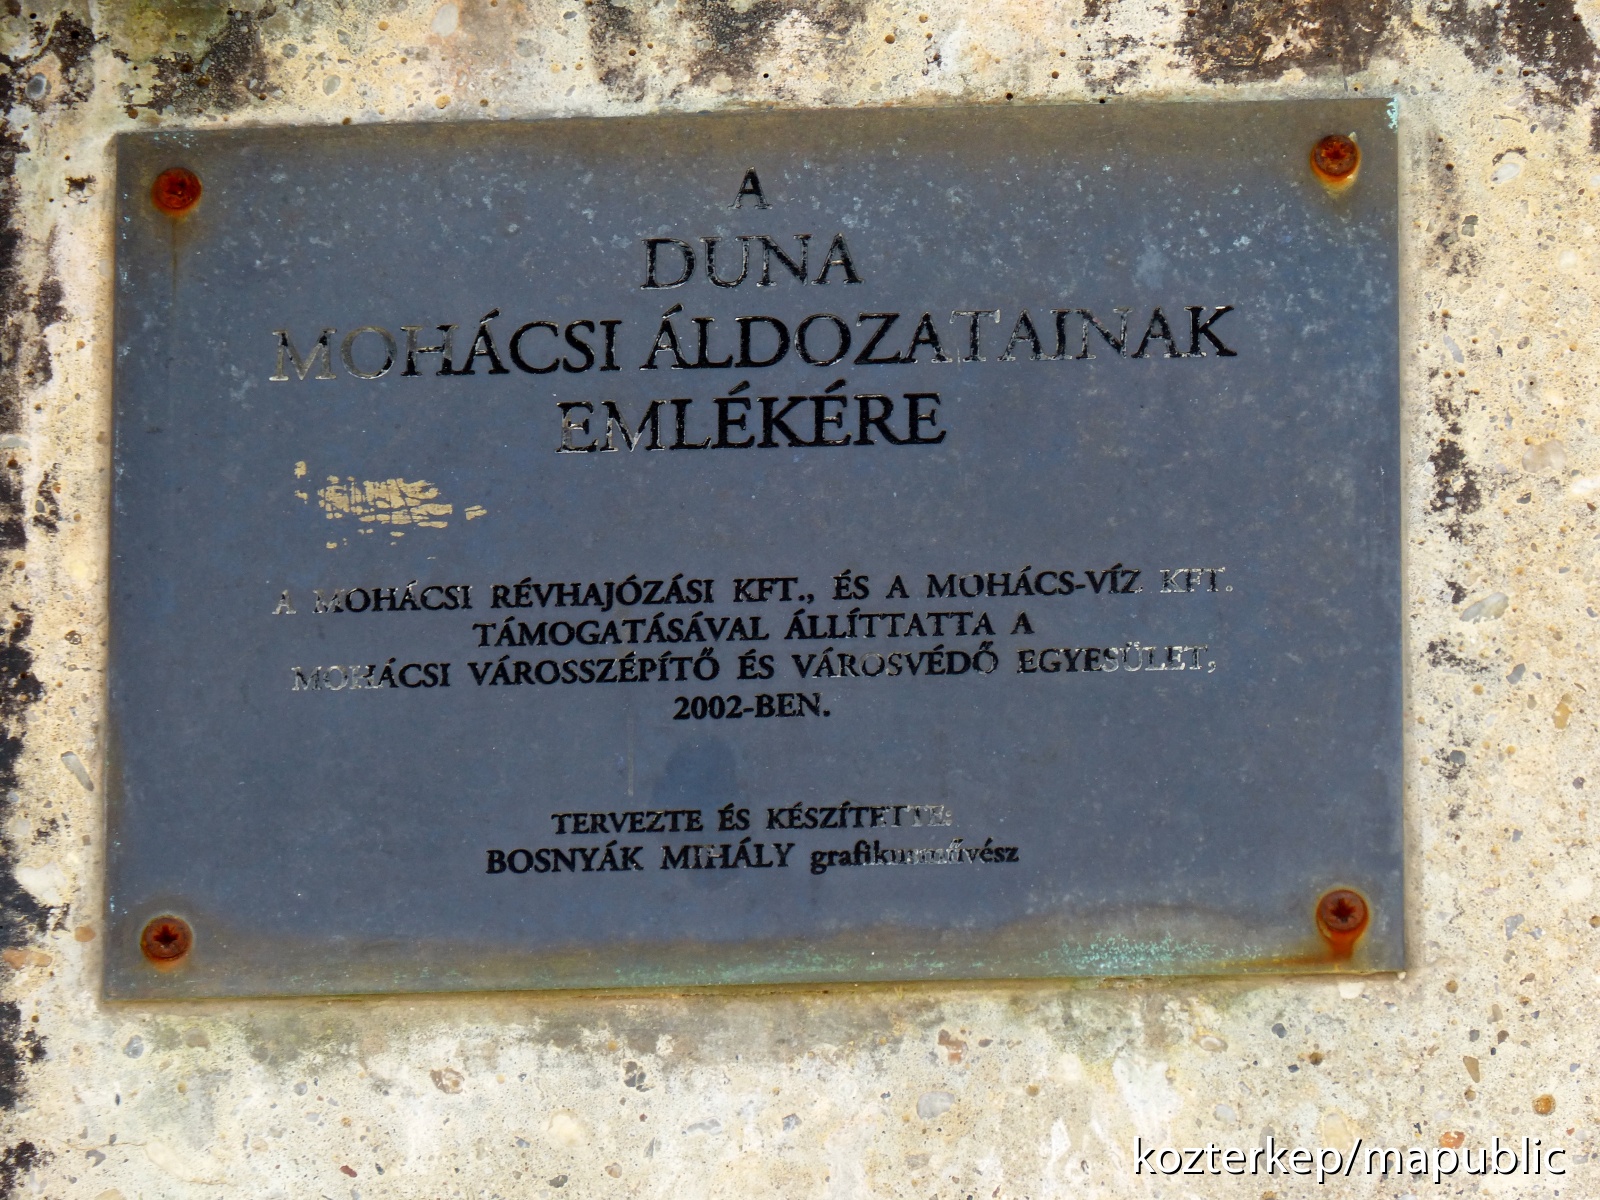 A
DUNA
MOHÁCSI ÁLDOZATAINAK
EMLÉKÉRE
A MOHÁCSI RÉVHAJÓZÁSI KFT., ÉS A MOHÁCS-VÍZ KFT.
TÁMOGATÁSÁVAL ÁLLÍTTATTA A
MOHÁCSI VÁROSSZÉPÍTŐ ÉS VÁROSVÉDŐ EGYESÜLET,
2002-BEN.
TERVEZTE ÉS KÉSZÍTETTE:
BOSNYÁK MIHÁLY grafikusművész
kozterkep/mapublic